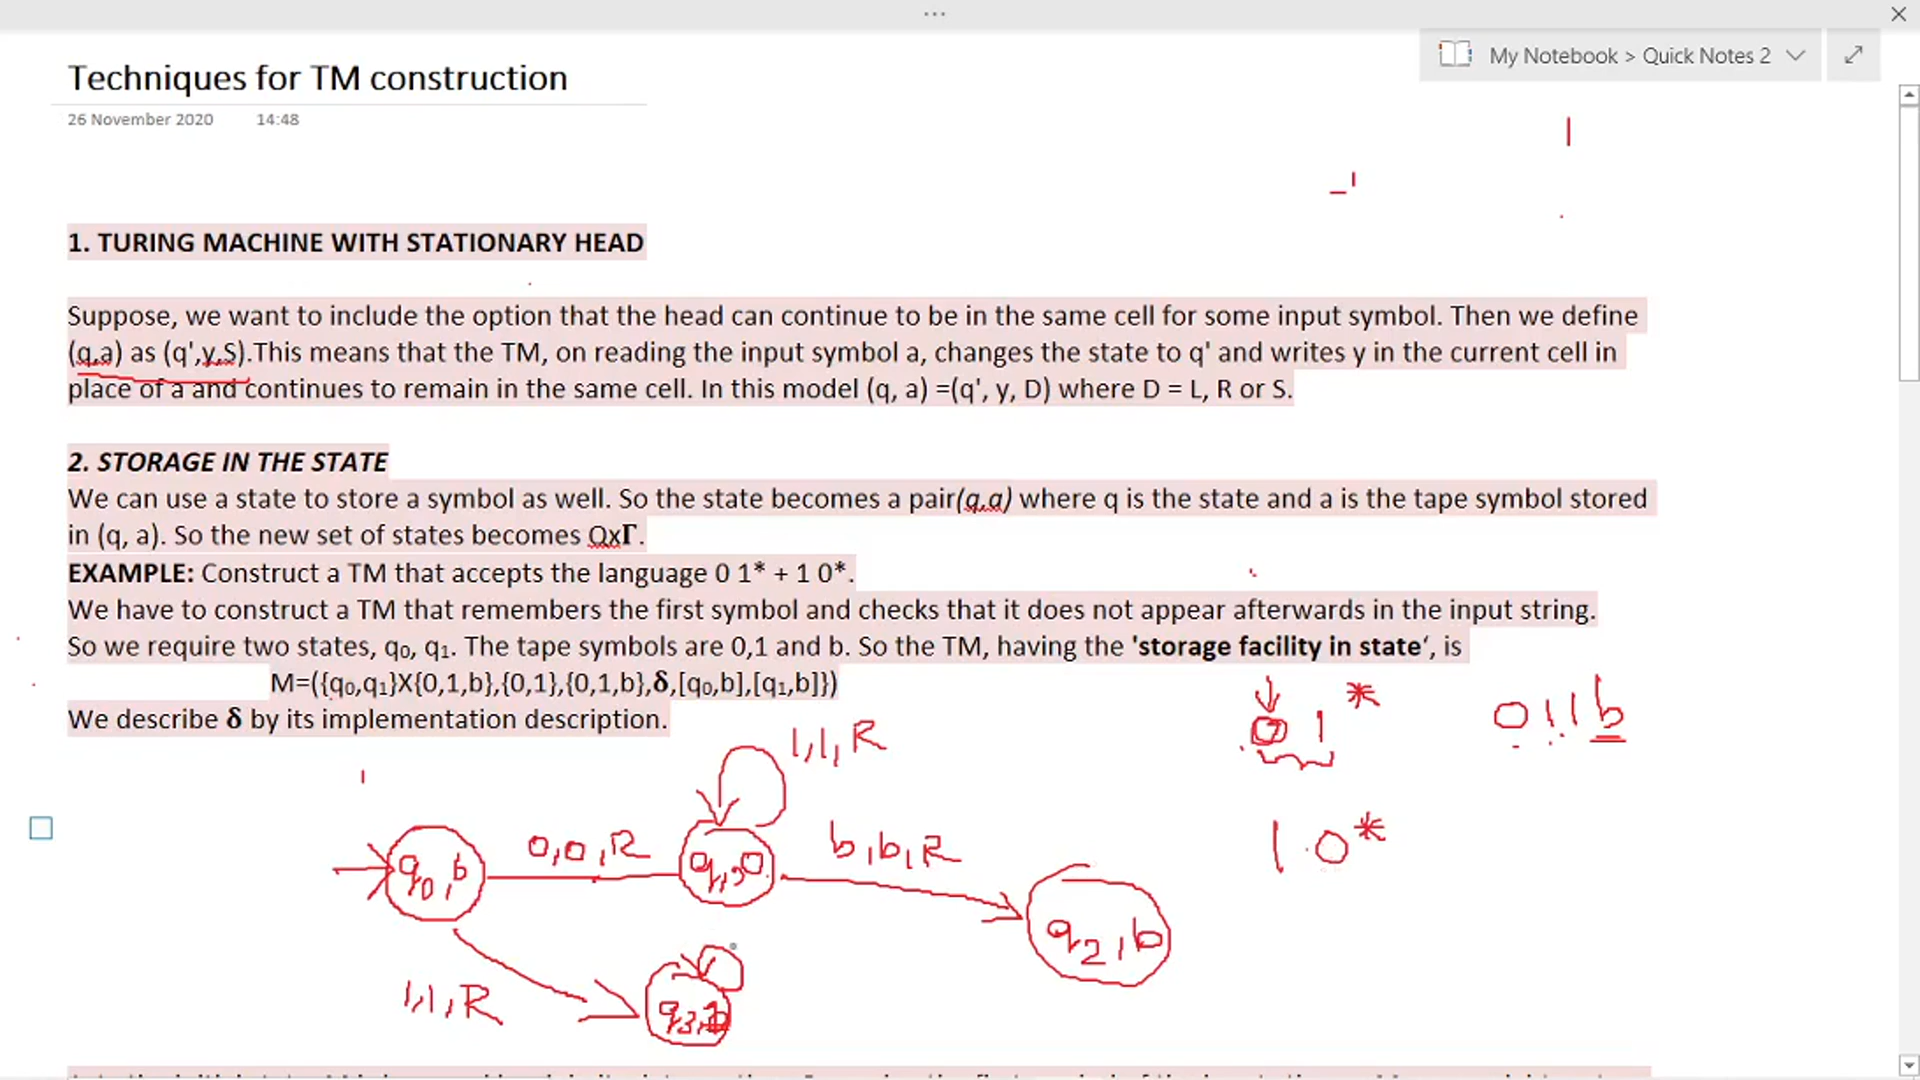 My Notebook > Quick Notes 2
Techniques for TM construction
26 November 2020 14:48
1. TURING MACHINE WITH STATIONARY HEAD
Suppose, we want to include the option that the head can continue to be in the same cell for some input symbol. Then we define
(q,a) as (q',y,S).This means that the TM, on reading the input symbol a, changes the state to q' and writes y in the current cell in
place of a and continues to remain in the same cell. In this model (q, a) =(q', y, D) where D = L, R or S.
2. STORAGE IN THE STATE
We can use a state to store a symbol as well. So the state becomes a pair(q,a) where q is the state and a is the tape symbol stored
in (q, a). So the new set of states becomes QxΓ.
EXAMPLE: Construct a TM that accepts the language 0 1* + 1 0*.
We have to construct a TM that remembers the first symbol and checks that it does not appear afterwards in the input string.
So we require two states, q₀, q₁. The tape symbols are 0,1 and b. So the TM, having the 'storage facility in state‘, is
M=({q₀,q₁}X{0,1,b},{0,1},{0,1,b},δ,[q₀,b],[q₁,b]})
We describe δ by its implementation description.
0 1 *
0 1 1 b
1,1,R
1 0*
q₀,b
0,0,R
q₁,0
b,b,R
q₂,b
1,1,R